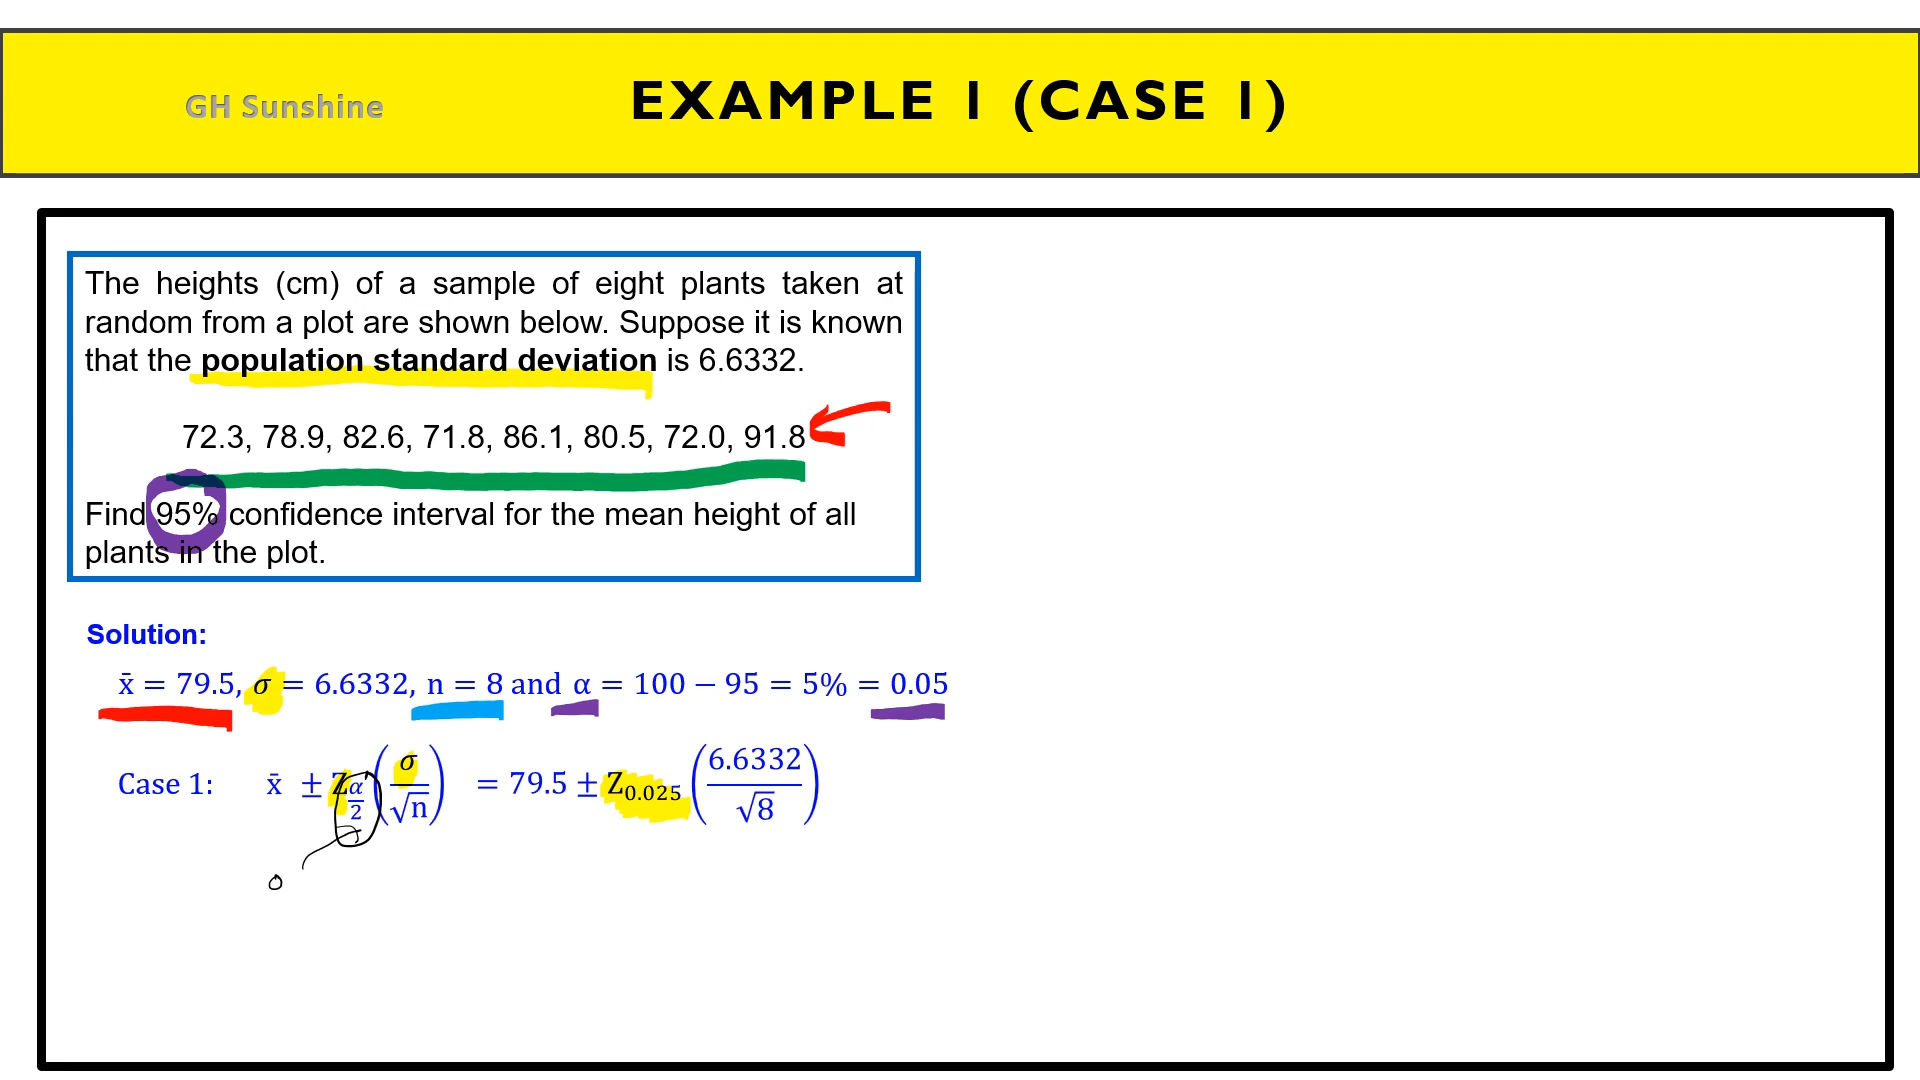 GH Sunshine
EXAMPLE 1 (CASE 1)
The heights (cm) of a sample of eight plants taken at
random from a plot are shown below. Suppose it is known
that the population standard deviation is 6.6332.
72.3, 78.9, 82.6, 71.8, 86.1, 80.5, 72.0, 91.8
Find 95% confidence interval for the mean height of all
plants in the plot.
Solution:
x̄ = 79.5, σ = 6.6332, n = 8 and α = 100 − 95 = 5% = 0.05
Case 1: x̄ ± Z_{α/2} (σ/√n) = 79.5 ± Z_{0.025} (6.6332/√8)
0